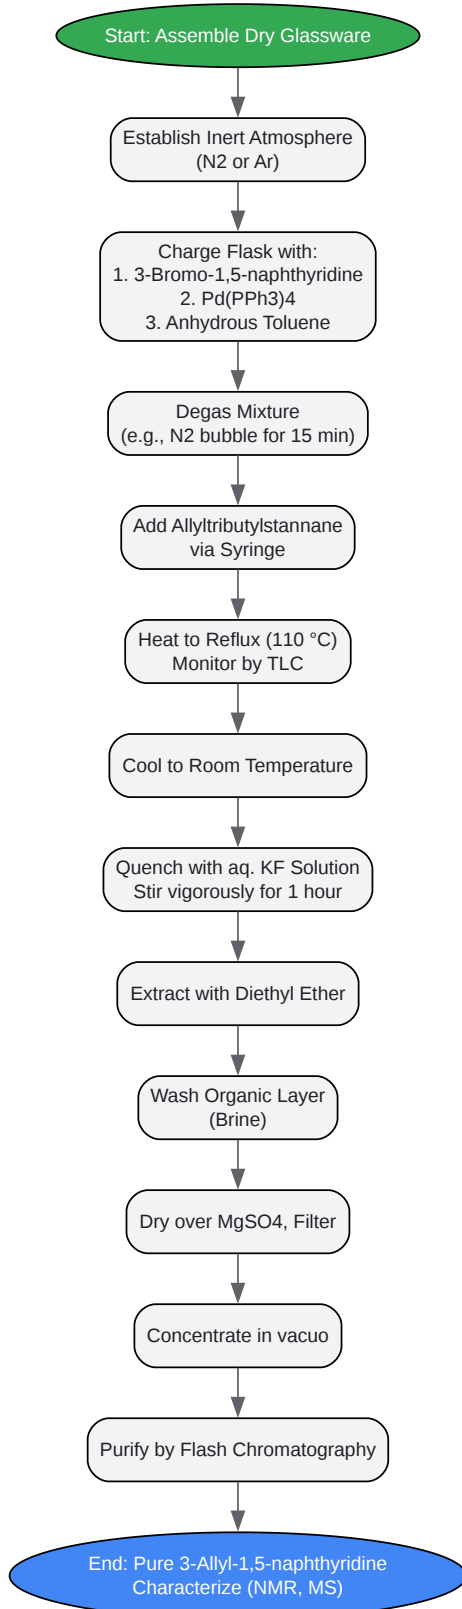 Start: Assemble Dry Glassware
Establish Inert Atmosphere
(N2 or Ar)
Charge Flask with:
1. 3-Bromo-1,5-naphthyridine
2. Pd(PPh3)4
3. Anhydrous Toluene
Degas Mixture
(e.g., N2 bubble for 15 min)
Add Allyltributylstannane
via Syringe
Heat to Reflux (110 °C)
Monitor by TLC
Cool to Room Temperature
Quench with aq. KF Solution
Stir vigorously for 1 hour
Extract with Diethyl Ether
Wash Organic Layer
(Brine)
Dry over MgSO4, Filter
Concentrate in vacuo
Purify by Flash Chromatography
End: Pure 3-Allyl-1,5-naphthyridine
Characterize (NMR, MS)